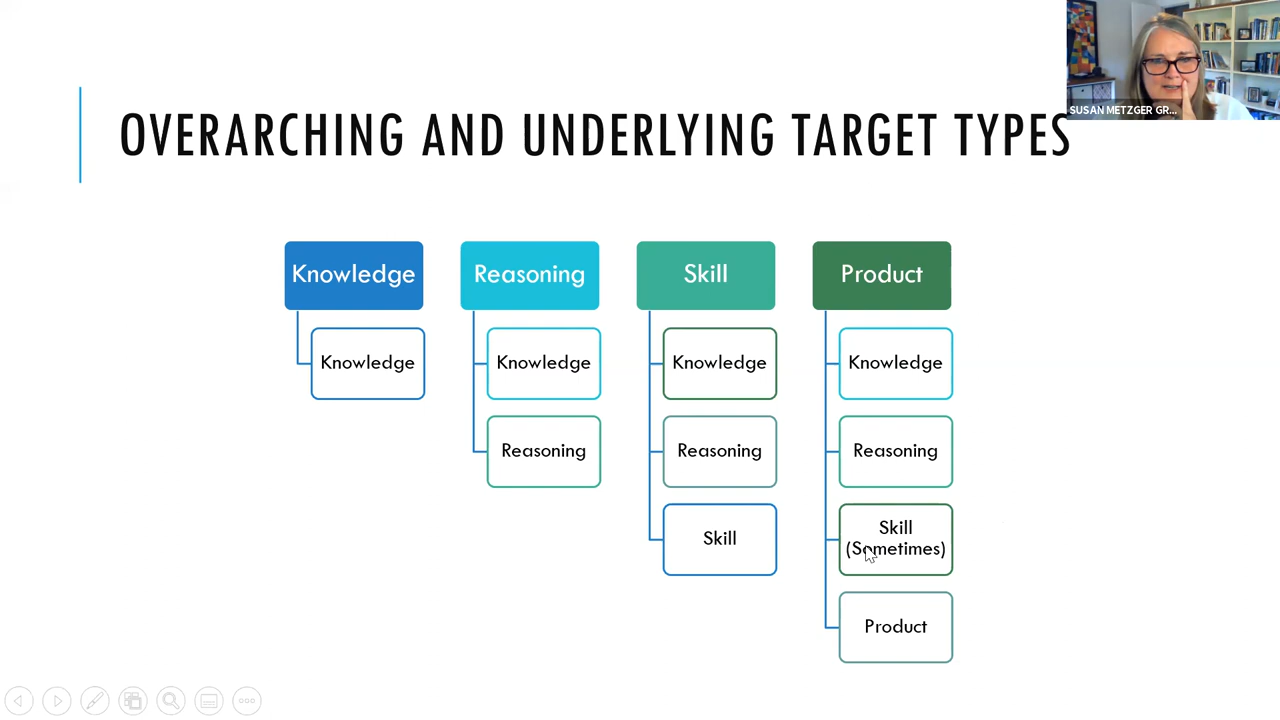 SUSAN METZGER GR...
OVERARCHING AND UNDERLYING TARGET TYPES
Knowledge
Knowledge
Reasoning
Knowledge
Reasoning
Skill
Knowledge
Reasoning
Skill
Product
Knowledge
Reasoning
Skill
(Sometimes)
Product